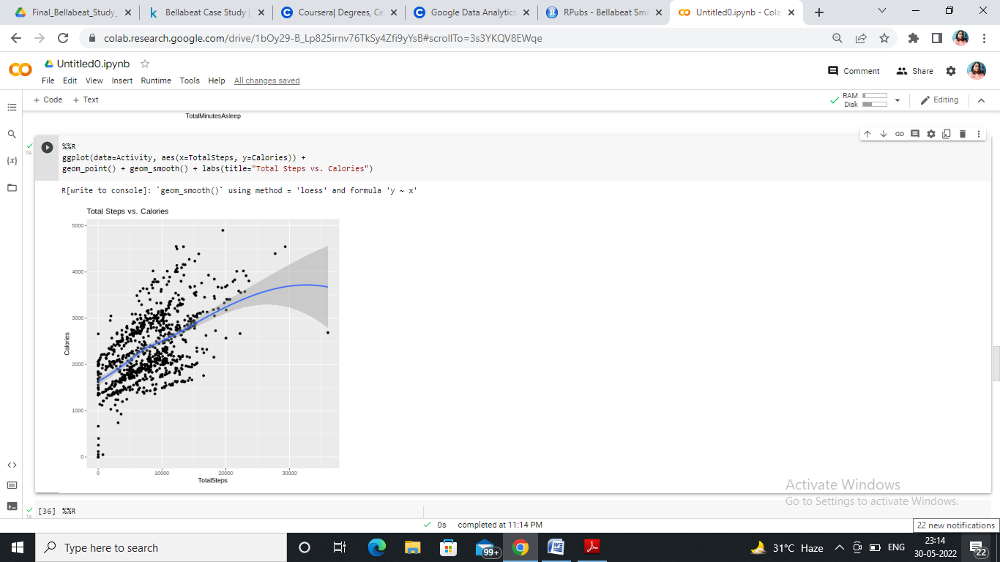 Final_Bellabeat_Study_
Bellabeat Case Study |
Coursera| Degrees, Ce
Google Data Analytics
RPubs - Bellabeat Sma
Untitled0.ipynb - Cola
colab.research.google.com/drive/1bOy29-B_Lp825irnv76TkSy4Zfi9yYsB#scrollTo=3s3YKQV8EWqe
Untitled0.ipynb
File Edit View Insert Runtime Tools Help All changes saved
Comment Share
+ Code + Text
RAM
Disk
Editing
TotalMinutesAsleep
0s
%%R
ggplot(data=Activity, aes(x=TotalSteps, y=Calories)) +
geom_point() + geom_smooth() + labs(title="Total Steps vs. Calories")
R[write to console]: `geom_smooth()` using method = 'loess' and formula 'y ~ x'
Total Steps vs. Calories
5000
4000
3000
2000
1000
0
Calories
0 10000 20000 30000
TotalSteps
Activate Windows
Go to Settings to activate Windows.
[36] %%R
1s
0s completed at 11:14 PM
22 new notifications
Type here to search
99+
31°C Haze
ENG
23:14
30-05-2022
22